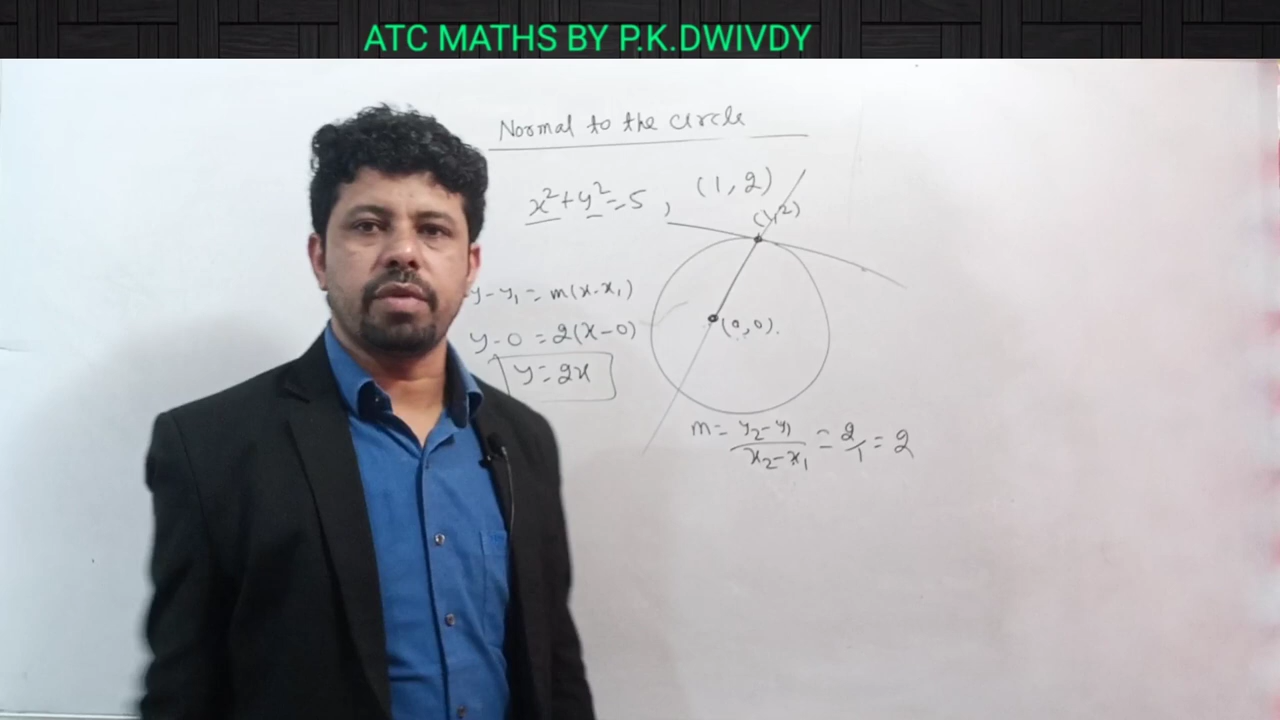 ATC MATHS BY P.K.DWIVDY
Normal to the circle
x²+y²=5, (1,2)
(1,2)
y-y₁ = m(x-x₁)
y-0 = 2(x-0)
(0,0).
y=2x
m= y₂-y₁/x₂-x₁ = 2/1 = 2